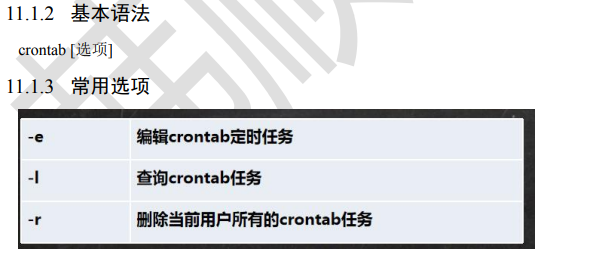 11.1.2 基本语法
crontab [选项]
11.1.3 常用选项
-e 编辑crontab定时任务
-l 查询crontab任务
-r 删除当前用户所有的crontab任务